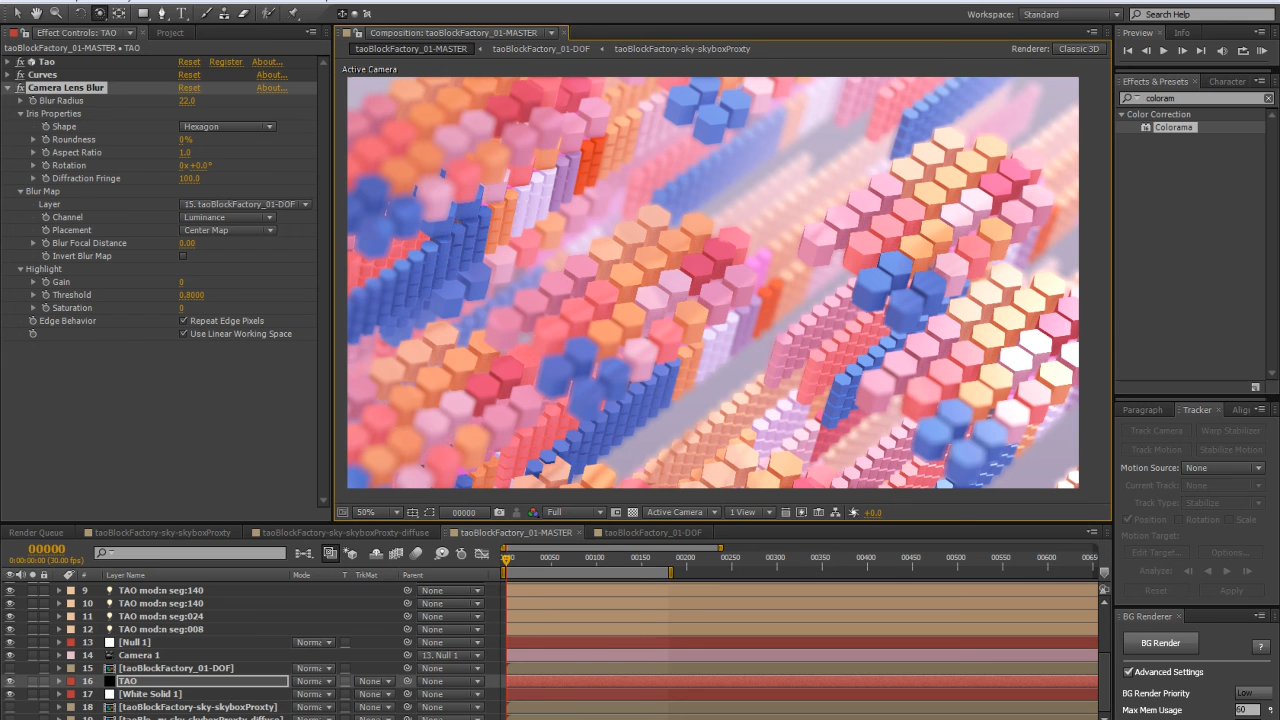 Workspace: Standard Search Help
Effect Controls: TAO Project
taoBlockFactory_01-MASTER • TAO
fx Tao Reset Register About...
fx Curves Reset About...
fx Camera Lens Blur Reset About...
Blur Radius 22.0
Iris Properties
Shape Hexagon
Roundness 0%
Aspect Ratio 1.0
Rotation 0x+0.0°
Diffraction Fringe 100.0
Blur Map
Layer 15. taoBlockFactory_01-DOF
Channel Luminance
Placement Center Map
Blur Focal Distance 0.00
Invert Blur Map
Highlight
Gain 0
Threshold 0.8000
Saturation 0
Edge Behavior Repeat Edge Pixels
Use Linear Working Space
Composition: taoBlockFactory_01-MASTER
taoBlockFactory_01-MASTER taoBlockFactory_01-DOF taoBlockFactory-sky-skyboxProxty Renderer: Classic 3D
Active Camera
50% 00000 Full Active Camera 1 View +0.0
Preview Info
Effects & Presets Character
coloram
Color Correction
Colorama
Paragraph Tracker Aligi
Track Camera Warp Stabilizer
Track Motion Stabilize Motion
Motion Source: None
Current Track: None
Track Type: Stabilize
Position Rotation Scale
Motion Target:
Edit Target... Options...
Analyze:
Reset Apply
BG Renderer
BG Render ?
Advanced Settings
BG Render Priority Low
Max Mem Usage 60
Render Queue taoBlockFactory-sky-skyboxProxty taoBlockFactory-sky-skyboxProxty-diffuse taoBlockFactory_01-MASTER taoBlockFactory_01-DOF
00000
0:00:00:00 (30.00 fps)
00050 00100 00150 00200 00250 00300 00350 00400 00450 00500 00550 00600
# Layer Name Mode T TrkMat Parent
9 TAO mod:n seg:140 None
10 TAO mod:n seg:140 None
11 TAO mod:n seg:024 None
12 TAO mod:n seg:008 None
13 [Null 1] None
14 Camera 1 13. Null 1
15 [taoBlockFactory_01-DOF] None
16 TAO None None
17 [White Solid 1] None None
18 [taoBlockFactory-sky-skyboxProxty] None None